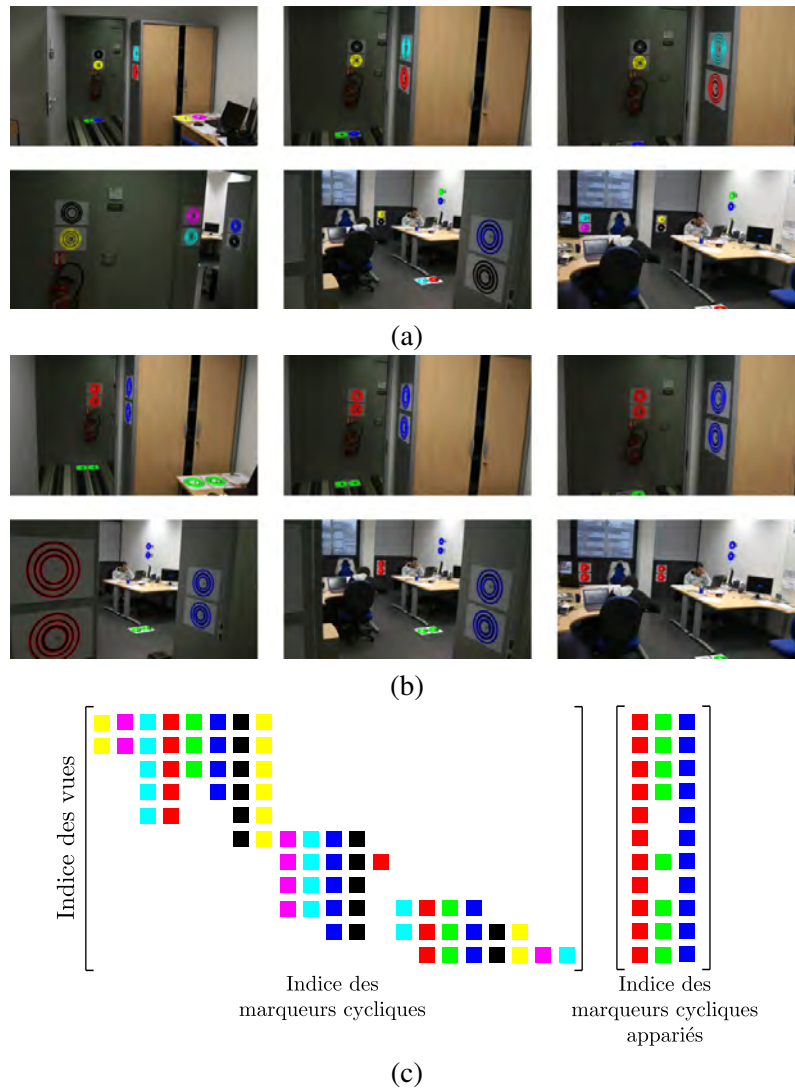 (a)
(b)
Indice des vues
Indice des
marqueurs cycliques
Indice des
marqueurs cycliques
appariés
(c)